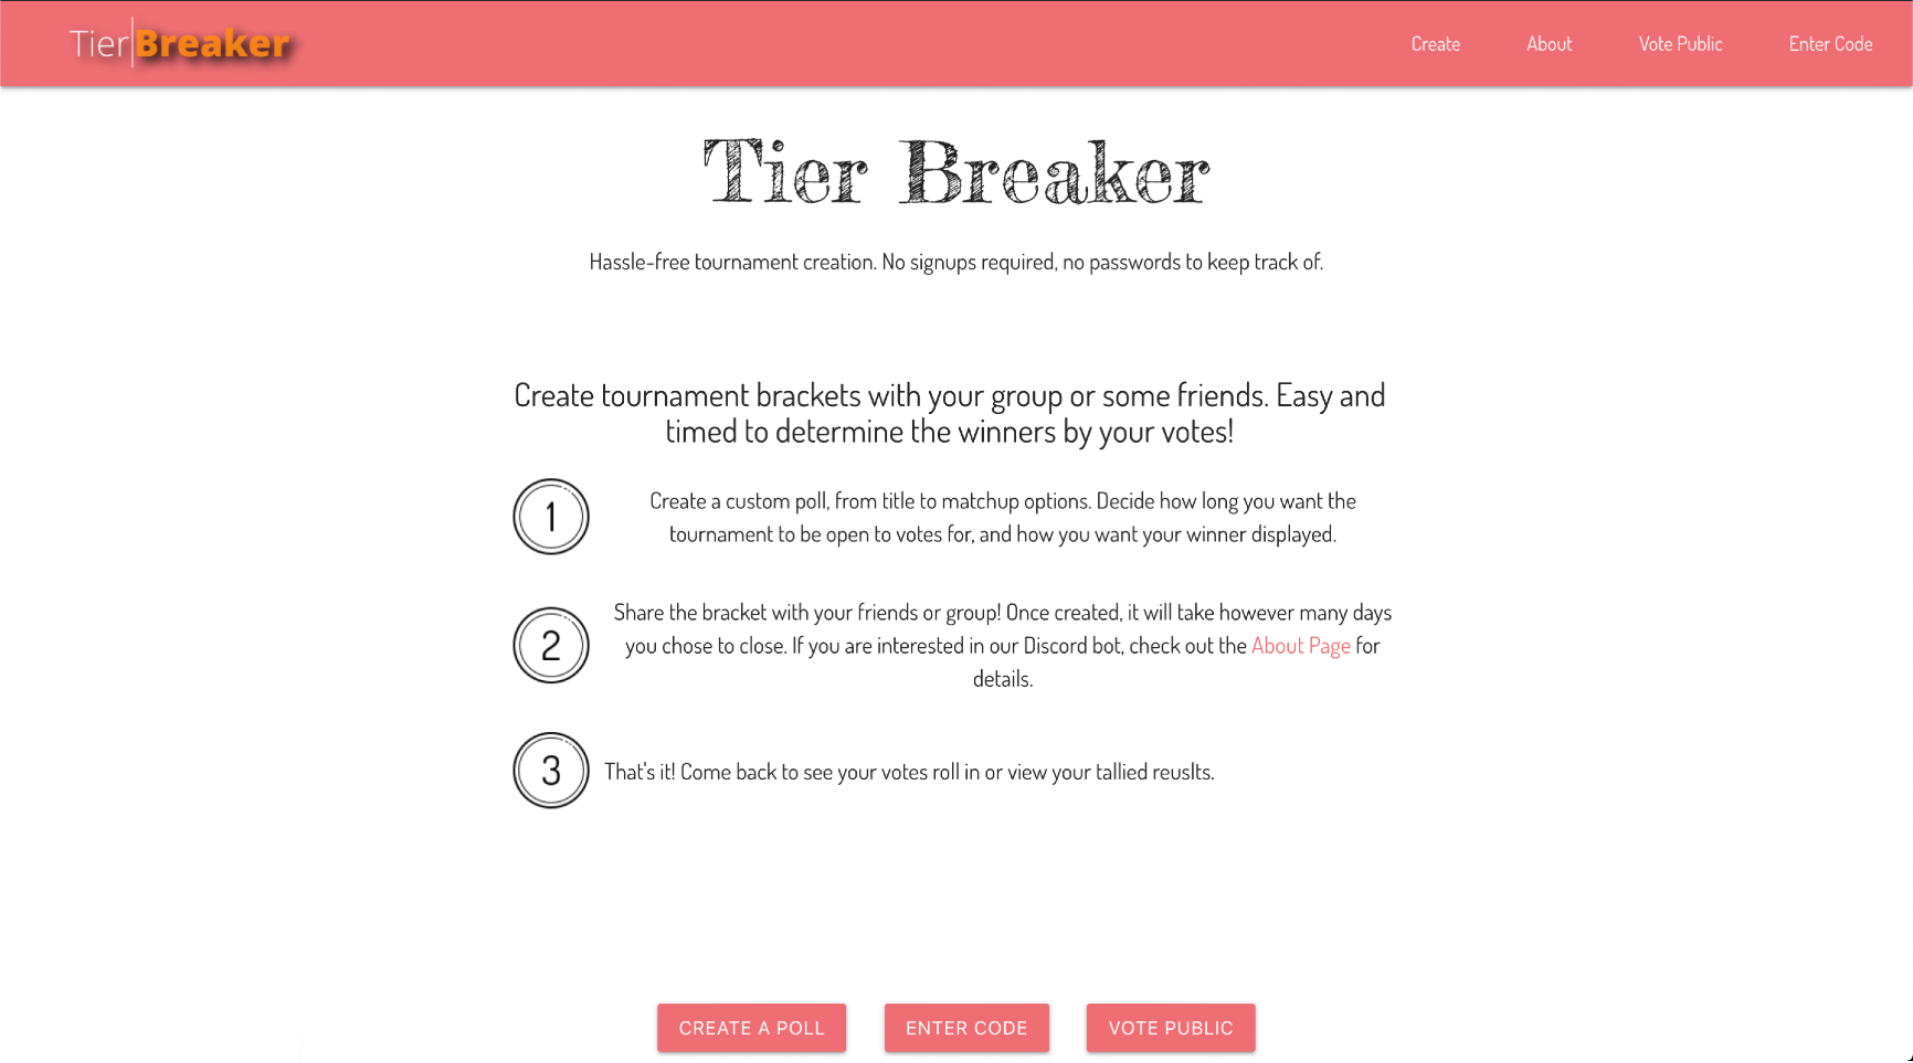 Tier|Breaker
Create About Vote Public Enter Code
Tier Breaker
Hassle-free tournament creation. No signups required, no passwords to keep track of.
Create tournament brackets with your group or some friends. Easy and
timed to determine the winners by your votes!
1
Create a custom poll, from title to matchup options. Decide how long you want the
tournament to be open to votes for, and how you want your winner displayed.
2
Share the bracket with your friends or group! Once created, it will take however many days
you chose to close. If you are interested in our Discord bot, check out the About Page for
details.
3
That's it! Come back to see your votes roll in or view your tallied reuslts.
CREATE A POLL ENTER CODE VOTE PUBLIC